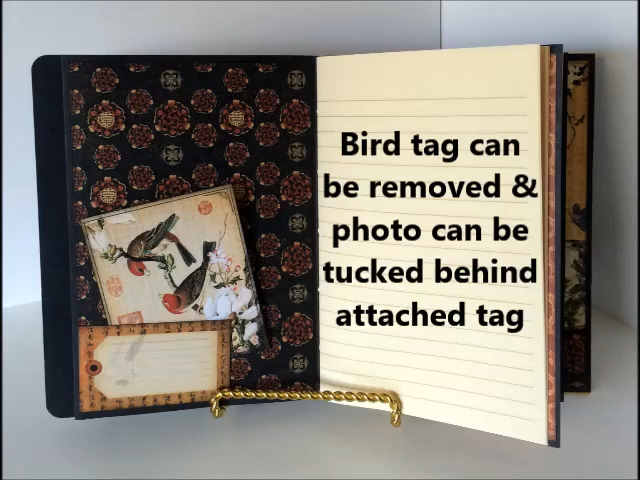 Bird tag can
be removed &
photo can be
tucked behind
attached tag